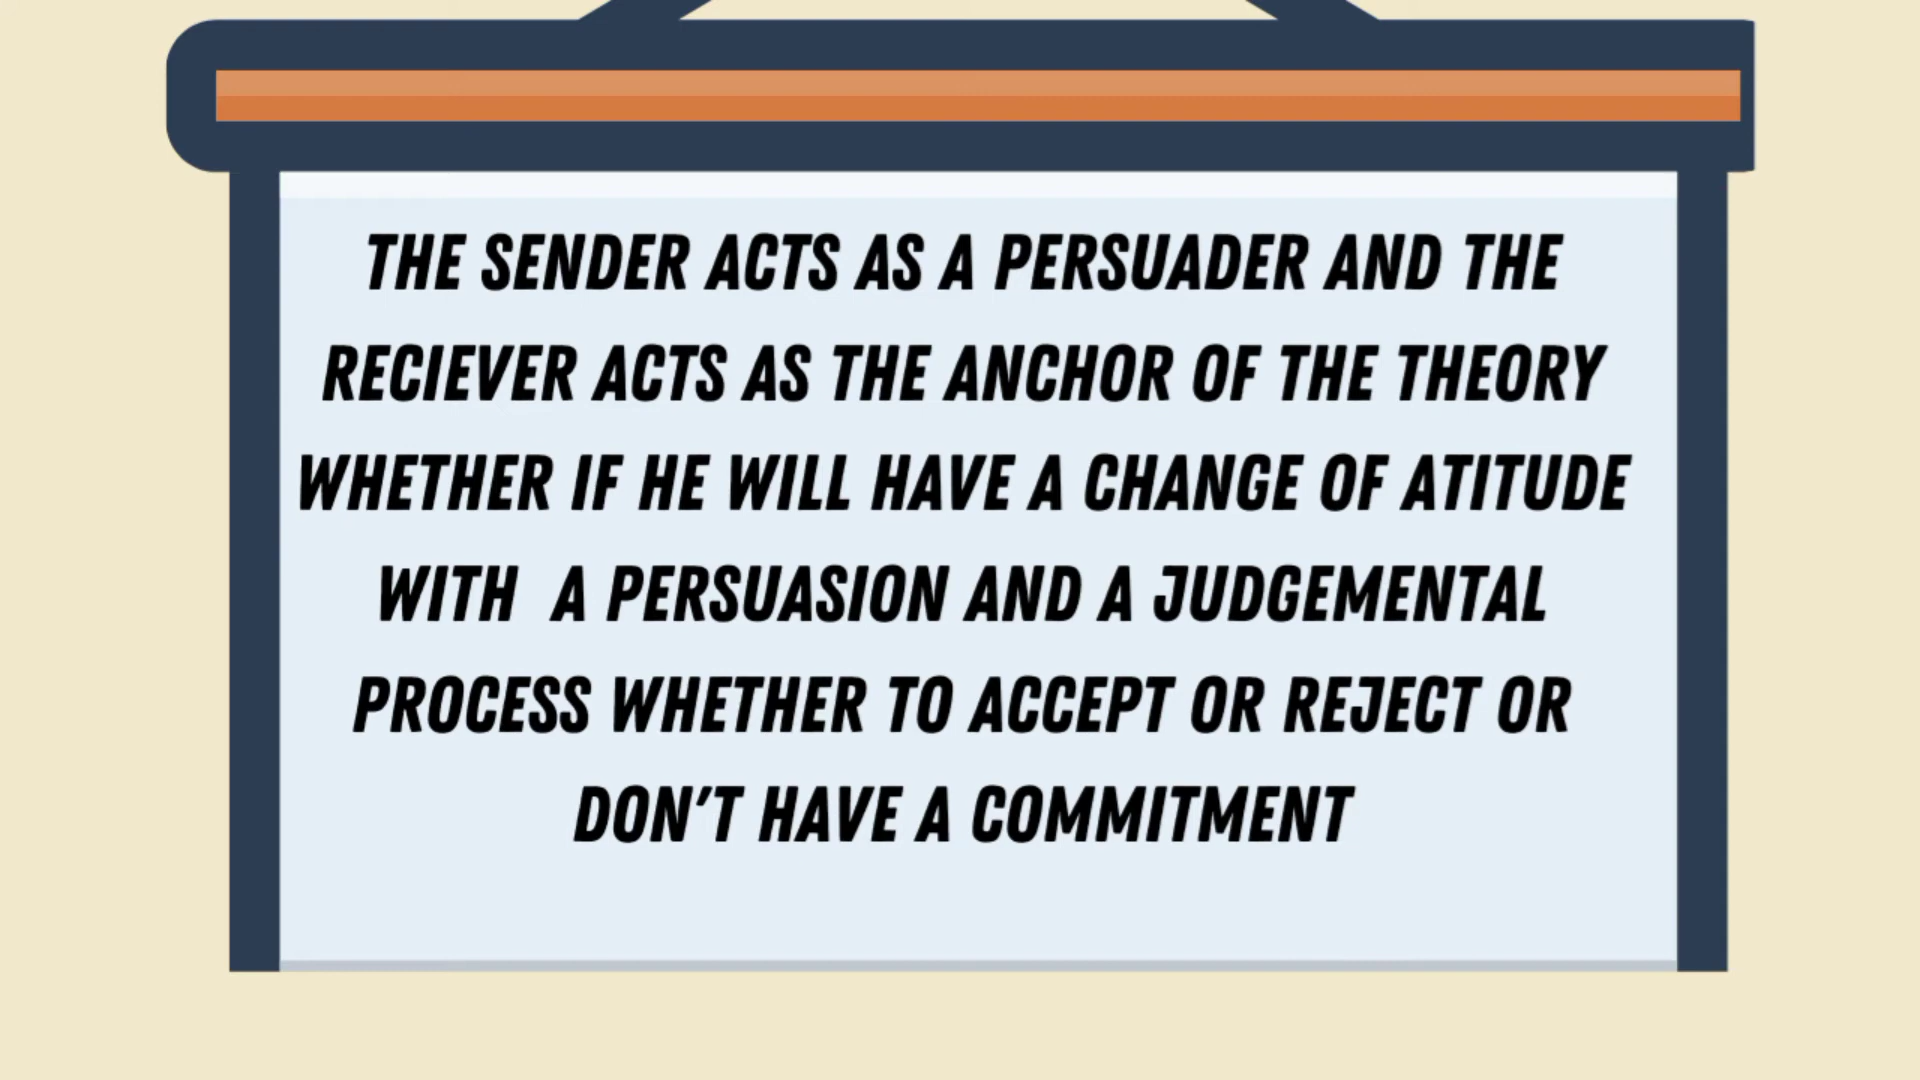 THE SENDER ACTS AS A PERSUADER AND THE
RECIEVER ACTS AS THE ANCHOR OF THE THEORY
WHETHER IF HE WILL HAVE A CHANGE OF ATITUDE
WITH A PERSUASION AND A JUDGEMENTAL
PROCESS WHETHER TO ACCEPT OR REJECT OR
DON'T HAVE A COMMITMENT